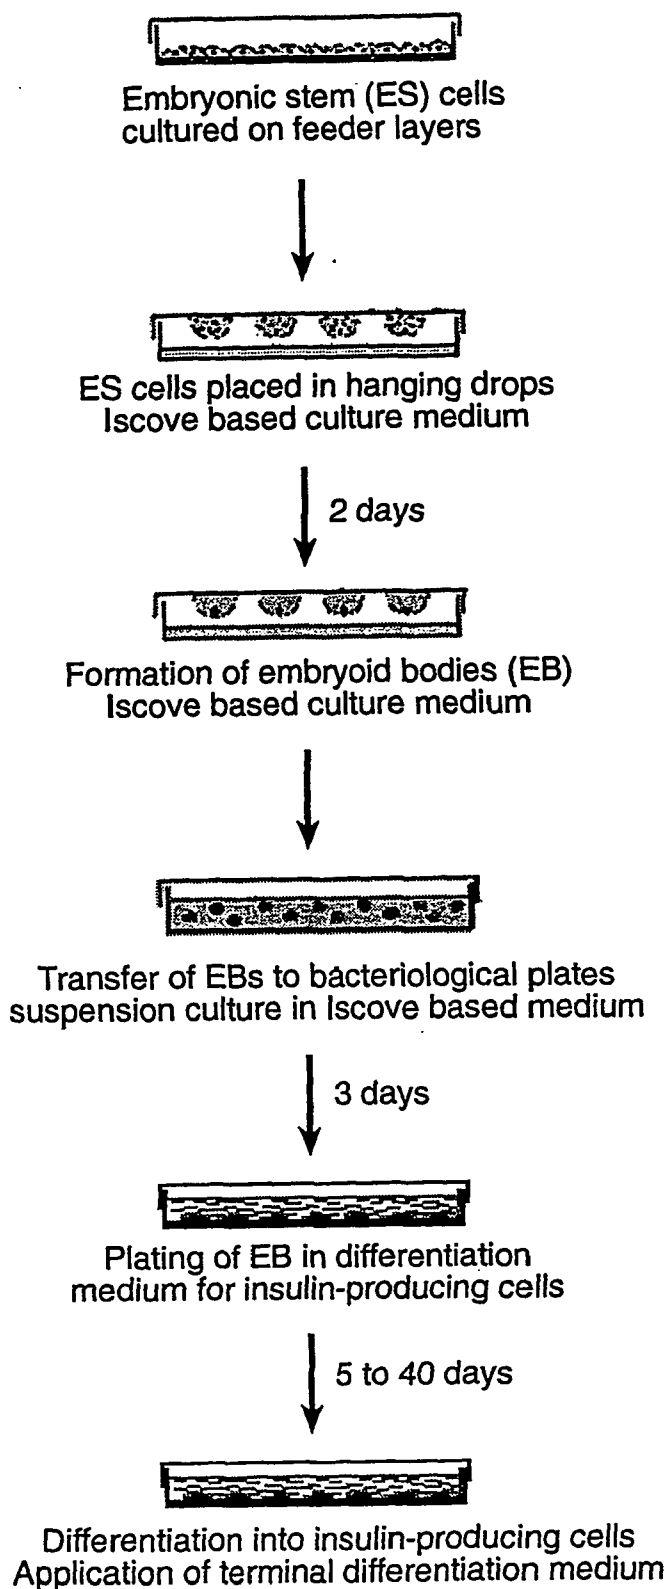 Embryonic stem (ES) cells
cultured on feeder layers
ES cells placed in hanging drops
Iscove based culture medium
2 days
Formation of embryoid bodies (EB)
Iscove based culture medium
Transfer of EBs to bacteriological plates
suspension culture in Iscove based medium
3 days
Plating of EB in differentiation
medium for insulin-producing cells
5 to 40 days
Differentiation into insulin-producing cells
Application of terminal differentiation medium